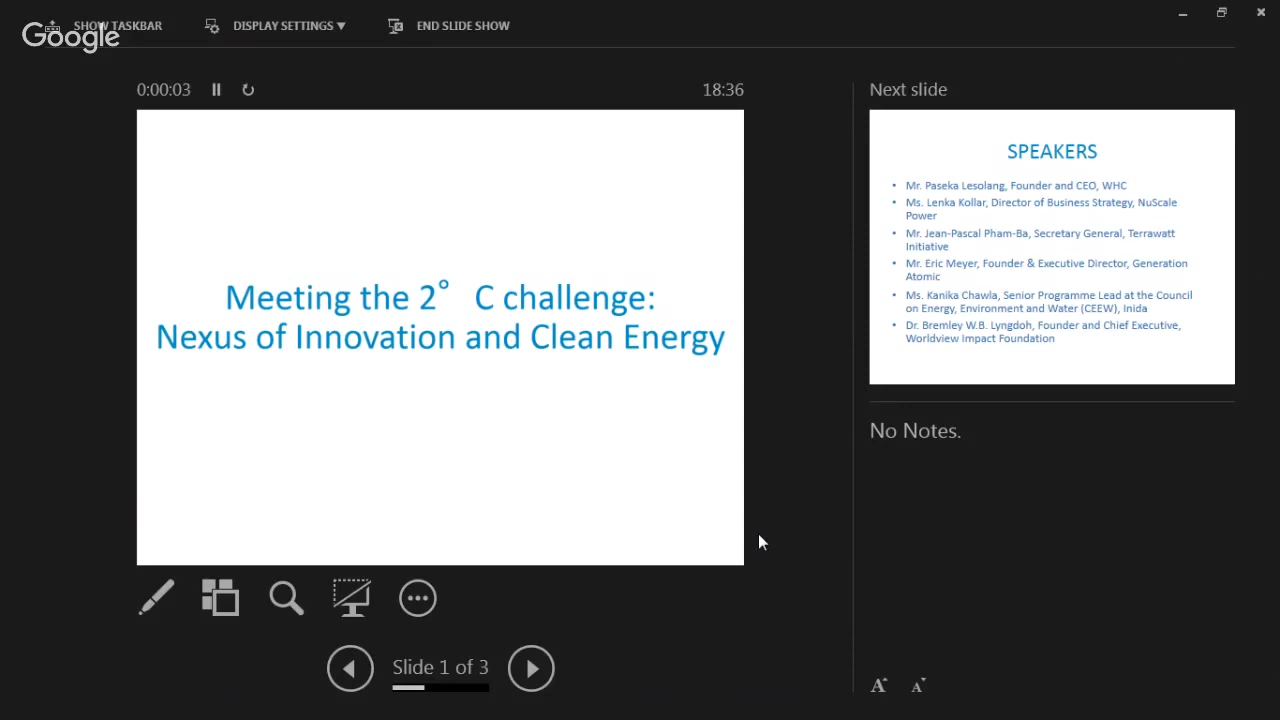 SHOW TASKBAR
DISPLAY SETTINGS ▼
END SLIDE SHOW
Google
0:00:03
18:36
Meeting the 2° C challenge:
Nexus of Innovation and Clean Energy
Slide 1 of 3
Next slide
SPEAKERS
• Mr. Paseka Lesolang, Founder and CEO, WHC
• Ms. Lenka Kollar, Director of Business Strategy, NuScale
Power
• Mr. Jean-Pascal Pham-Ba, Secretary General, Terrawatt
Initiative
• Mr. Eric Meyer, Founder & Executive Director, Generation
Atomic
• Ms. Kanika Chawla, Senior Programme Lead at the Council
on Energy, Environment and Water (CEEW), Inida
• Dr. Bremley W.B. Lyngdoh, Founder and Chief Executive,
Worldview Impact Foundation
No Notes.
A A